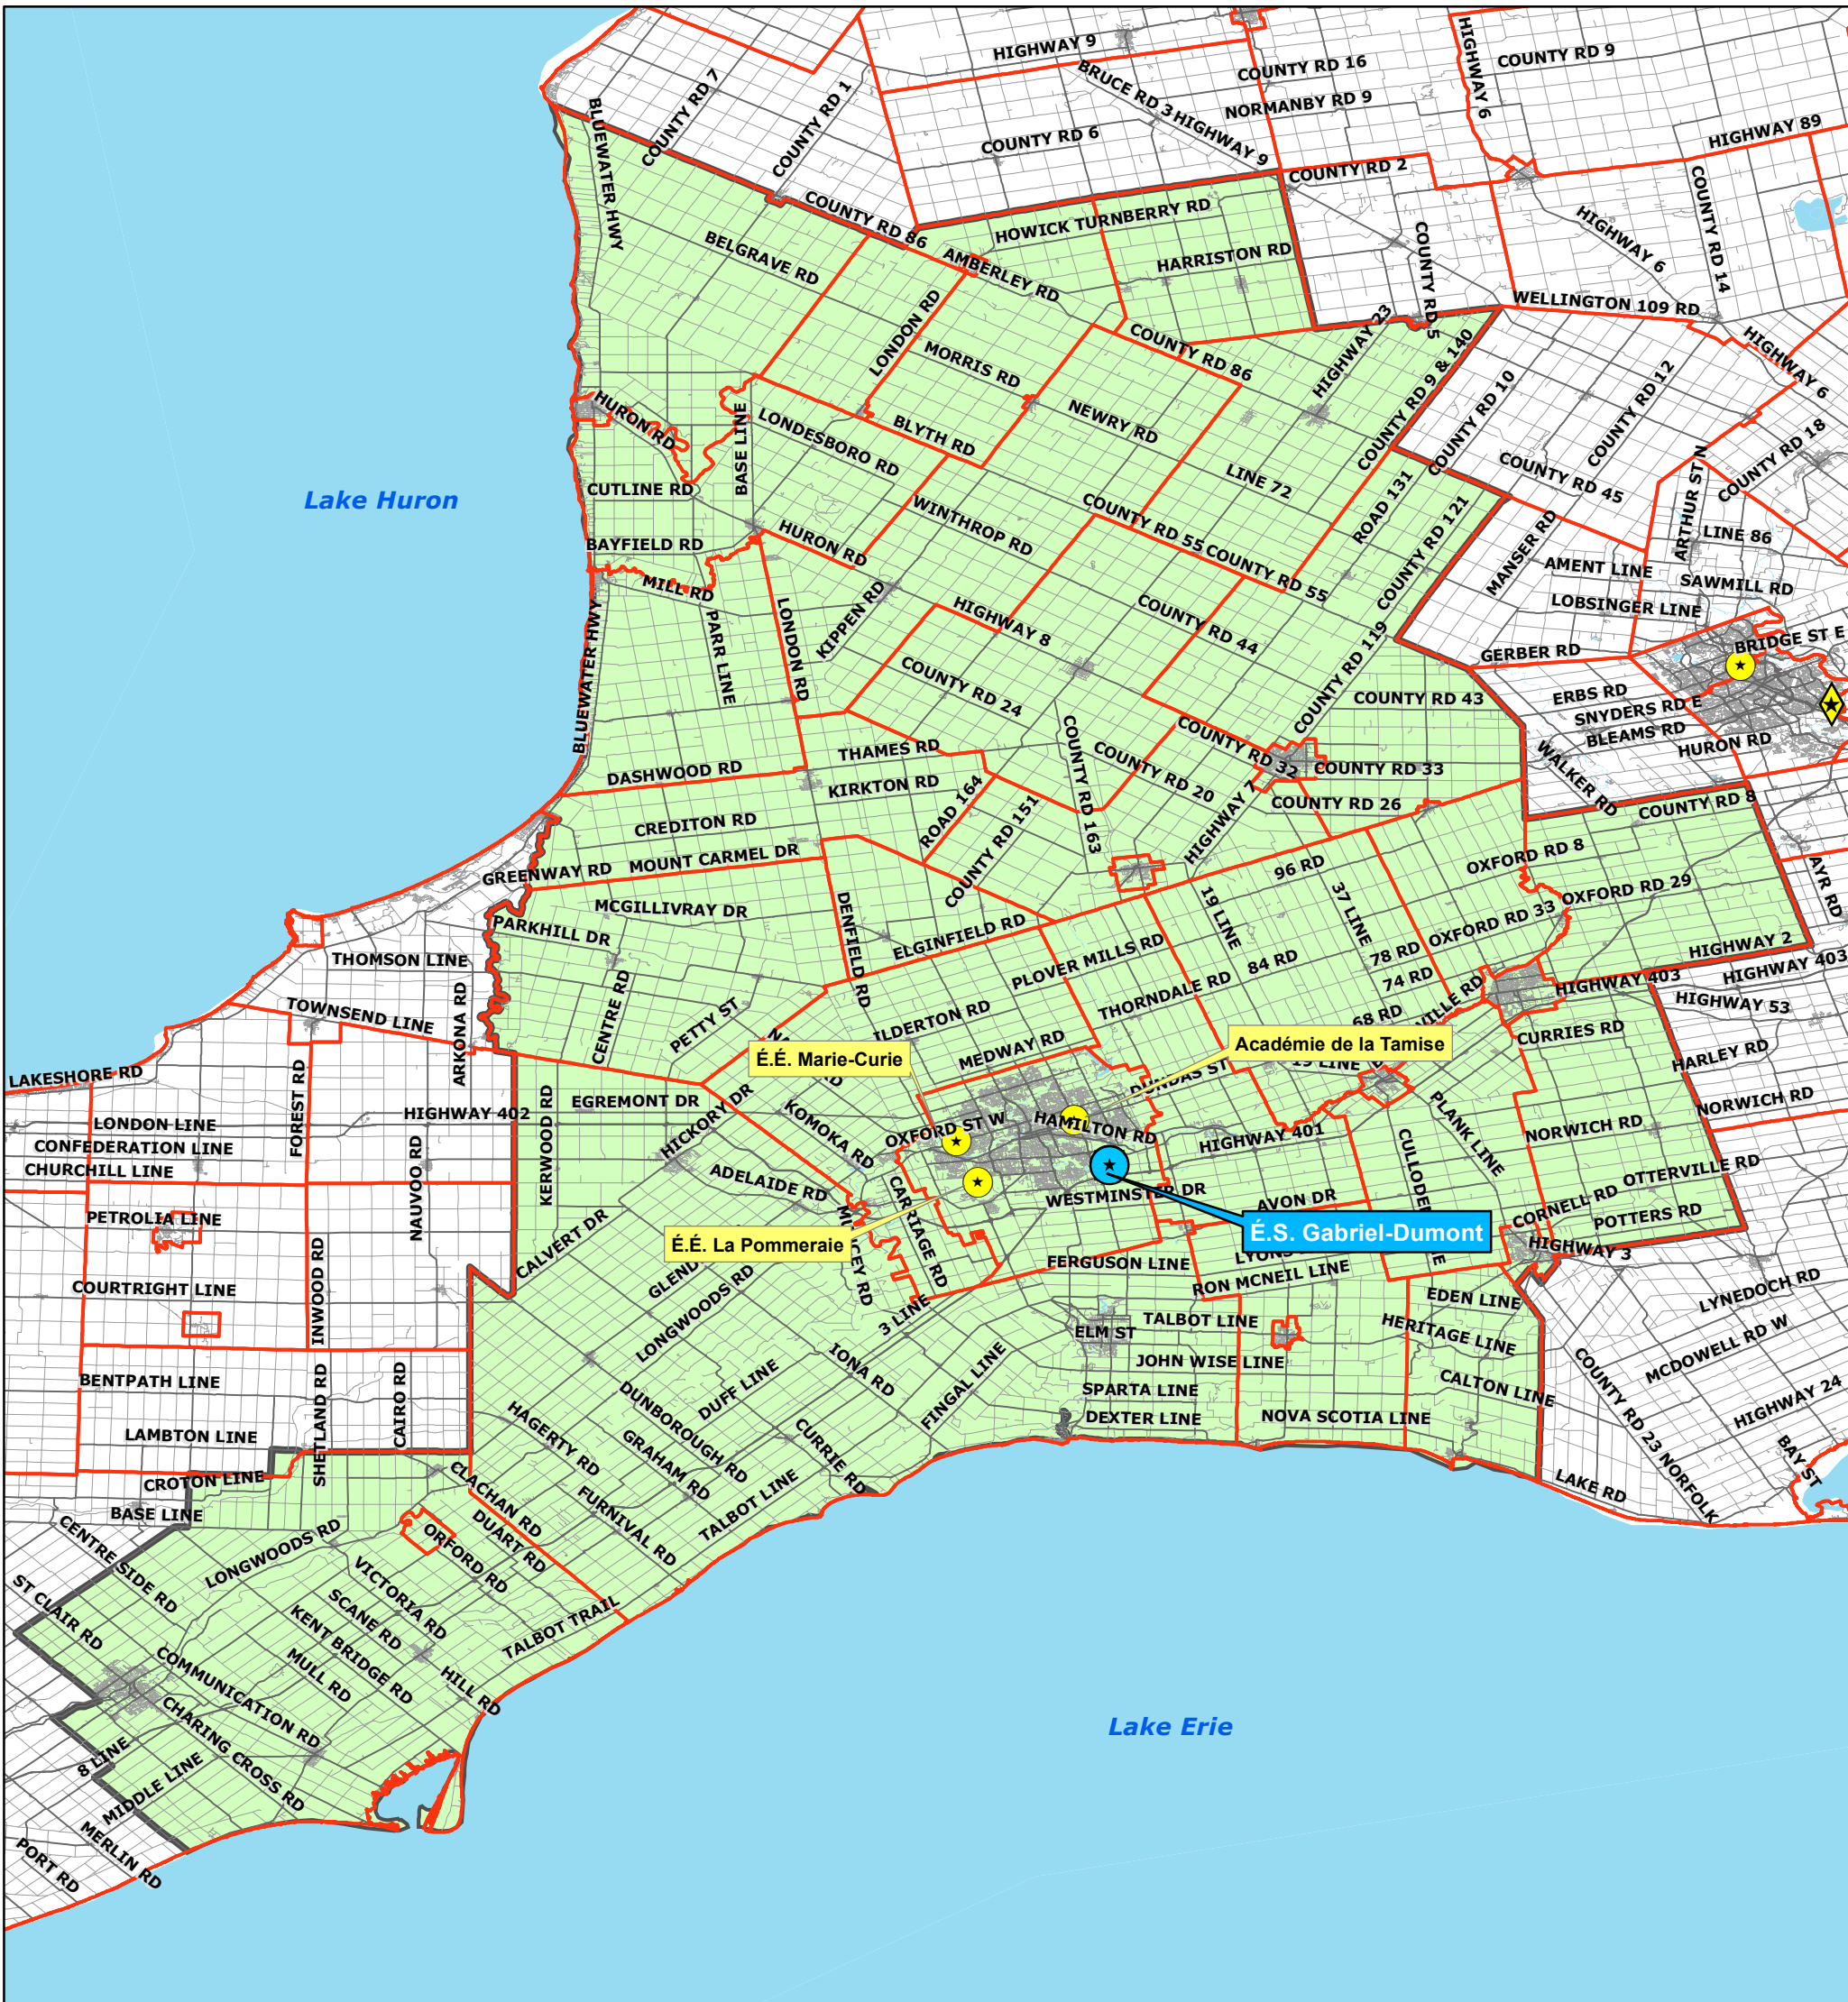 HIGHWAY 9
COUNTY RD 9
HIGHWAY 6
COUNTY RD 16
BRUCE RD 3
COUNTY RD 7
COUNTY RD 1
NORMANBY RD 9
HIGHWAY 9
COUNTY RD 6
HIGHWAY 89
BLUEWATER HWY
COUNTY RD 2
COUNTY RD 14
HIGHWAY 6
COUNTY RD 86
HOWICK TURNBERRY RD
COUNTY RD 5
BELGRAVE RD
AMBERLEY RD
HARRISTON RD
WELLINGTON 109 RD
LONDON RD
COUNTY RD 86
HIGHWAY 23
HIGHWAY 6
MORRIS RD
COUNTY RD 9 & 140
COUNTY RD 10
COUNTY RD 12
HURON RD
BASE LINE
LONDESBORO RD
BLYTH RD
NEWRY RD
COUNTY RD 18
LINE 72
COUNTY RD 45
ARTHUR ST N
Lake Huron
CUTLINE RD
WINTHROP RD
COUNTY RD 55
ROAD 131
COUNTY RD 121
MANSER RD
LINE 86
BAYFIELD RD
HURON RD
COUNTY RD 55
AMENT LINE
SAWMILL RD
MILL RD
LOBSINGER LINE
LONDON RD
KIPPEN RD
HIGHWAY 8
COUNTY RD 44
PARR LINE
BLUEWATER HWY
COUNTY RD 119
GERBER RD
BRIDGE ST E
COUNTY RD 24
COUNTY RD 43
ERBS RD
SNYDERS RD E
BLEAMS RD
HURON RD
COUNTY RD 163
COUNTY RD 32
THAMES RD
COUNTY RD 20
DASHWOOD RD
KIRKTON RD
COUNTY RD 33
WALKER RD
COUNTY RD 26
COUNTY RD 8
CREDITON RD
ROAD 164
COUNTY RD 151
HIGHWAY 7
MOUNT CARMEL DR
GREENWAY RD
96 RD
OXFORD RD 8
AYR RD
MCGILLIVRAY DR
DENFIELD RD
19 LINE
37 LINE
OXFORD RD 29
PARKHILL DR
ELGINFIELD RD
OXFORD RD 33
HIGHWAY 2
THOMSON LINE
PLOVER MILLS RD
84 RD
78 RD
74 RD
HIGHWAY 403
HIGHWAY 403
TOWNSEND LINE
ARKONA RD
CENTRE RD
PETTY ST
ILDERTON RD
THORNDALE RD
68 RD
HIGHWAY 53
CURRIES RD
MEDWAY RD
Académie de la Tamise
É.É. Marie-Curie
19 LINE
DUNDAS ST
HARLEY RD
LAKESHORE RD
FOREST RD
KERWOOD RD
EGREMONT DR
HICKORY DR
KOMOKA RD
PLANK LINE
NORWICH RD
LONDON LINE
HIGHWAY 402
OXFORD ST W
HAMILTON RD
HIGHWAY 401
NORWICH RD
CONFEDERATION LINE
CHURCHILL LINE
NAUVOO RD
ADELAIDE RD
CARRIAGE RD
WESTMINSTER DR
AVON DR
OTTERVILLE RD
CORNELL RD
POTTERS RD
PETROLIA LINE
INWOOD RD
CALVERT DR
É.É. La Pommeraie
É.S. Gabriel-Dumont
HIGHWAY 3
FERGUSON LINE
COURTRIGHT LINE
LONGWOODS RD
RON MCNEIL LINE
EDEN LINE
LYNEDOCH RD
3 LINE
ELM ST
TALBOT LINE
HERITAGE LINE
MCDOWELL RD W
IONA RD
JOHN WISE LINE
BENTPATH LINE
SHETLAND RD
CAIRO RD
DUFF LINE
FINGAL LINE
SPARTA LINE
CALTON LINE
COUNTY RD 23
HIGHWAY 24
DUNBOROUGH RD
DEXTER LINE
NOVA SCOTIA LINE
LAMBTON LINE
HAGERTY RD
GRAHAM RD
CURRIE RD
BAY ST
CROTON LINE
CLACHAN RD
FURNIVAL RD
TALBOT LINE
LAKE RD
NORFOLK
BASE LINE
CENTRE SIDE RD
LONGWOODS RD
ORFORD RD
DUART RD
ST CLAIR RD
VICTORIA RD
SCANE RD
KENT BRIDGE RD
TALBOT TRAIL
COMMUNICATION RD
MULL RD
HILL RD
Lake Erie
CHARING CROSS RD
8 LINE
MIDDLE LINE
MERLIN RD
PORT RD